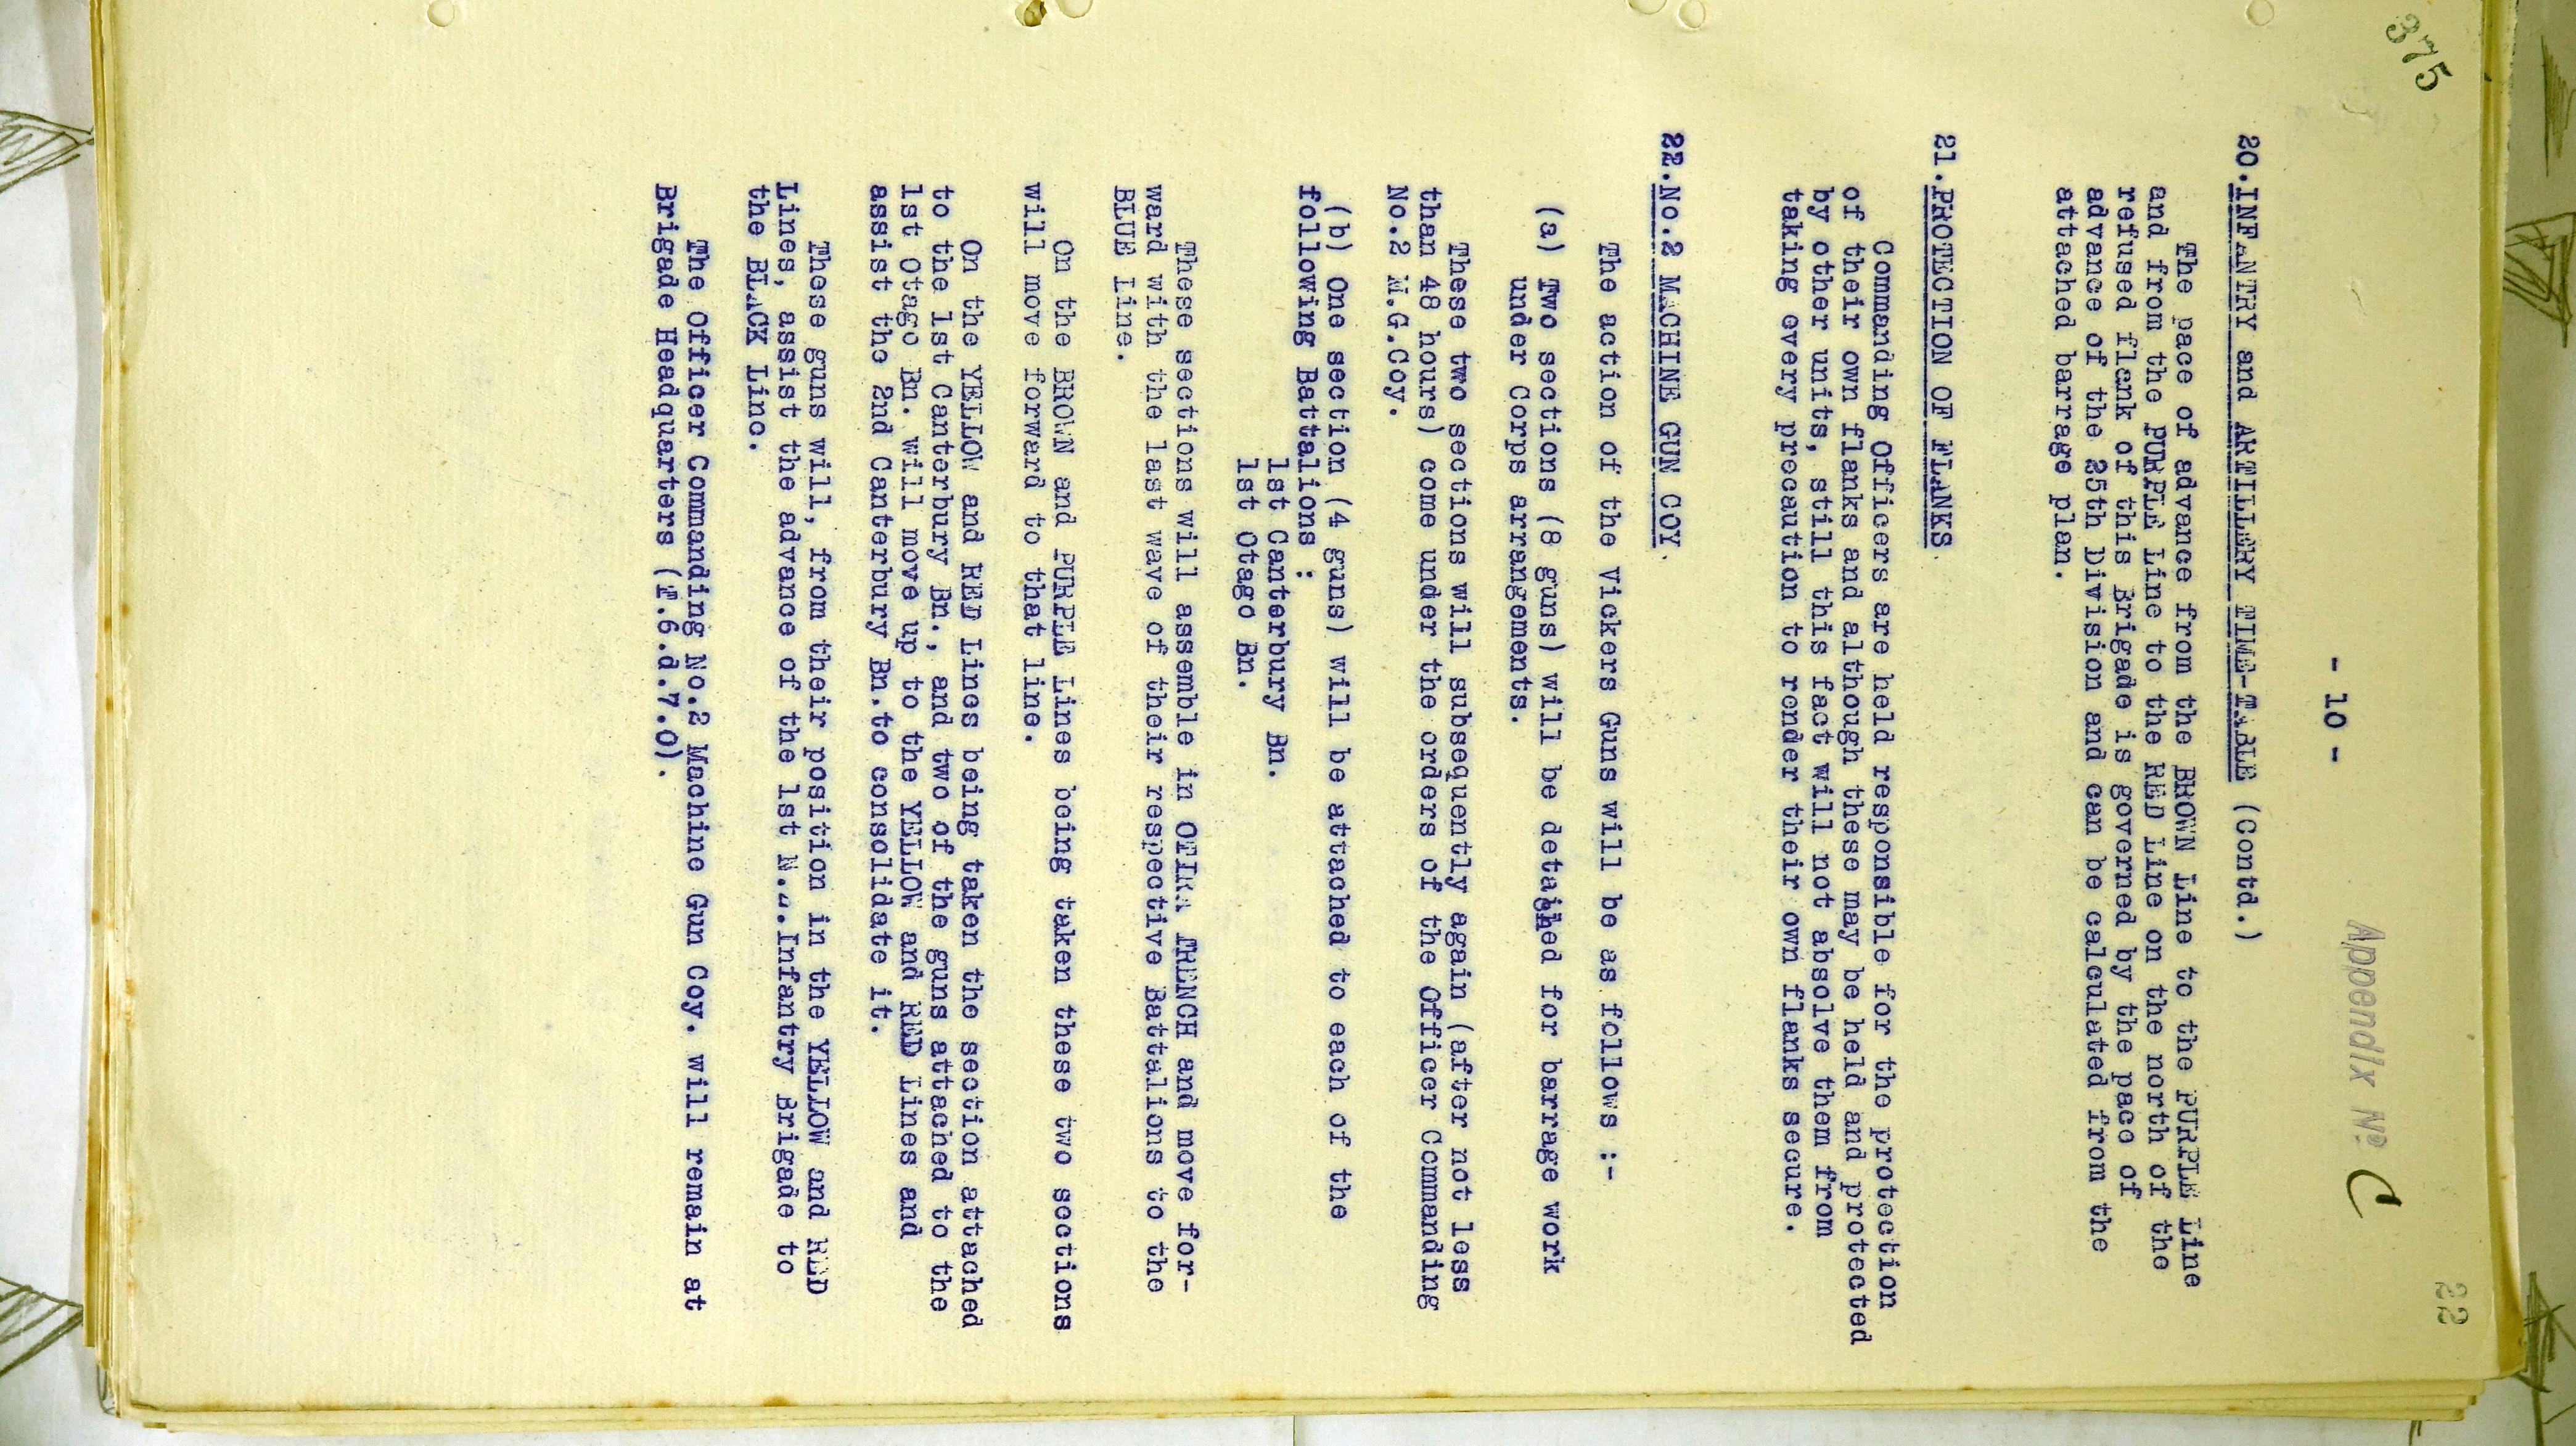 375
22
Appendix No C
- 10 -
20.INFANTRY and ARTILLERY TIME-TABLE (Contd.)
The pace of advance from the BROWN Line to the PURPLE Line
and from the PURPLE Line to the RED Line on the north of the
refused flank of this Brigade is governed by the pace of
advance of the 25th Division and can be calculated from the
attached barrage plan.
21.PROTECTION OF FLANKS
Commanding Officers are held responsible for the protection
of their own flanks and although these may be held and protected
by other units, still this fact will not absolve them from
taking every precaution to render their own flanks secure.
22.No.2 MACHINE GUN COY.
The action of the Vickers Guns will be as follows :-
(a) Two sections (8 guns) will be detached for barrage work
under Corps arrangements.
These two sections will subsequently again (after not less
than 48 hours) come under the orders of the Officer Commanding
No.2 M.G.Coy.
(b) One section (4 guns) will be attached to each of the
following Battalions :
1st Canterbury Bn.
1st Otago Bn.
These sections will assemble in OTIRA TRENCH and move for-
ward with the last wave of their respective Battalions to the
BLUE Line.
On the BROWN and PURPLE Lines being taken these two sections
will move forward to that line.
On the YELLOW and RED Lines being taken the section attached
to the 1st Canterbury Bn., and two of the guns attached to the
1st Otago Bn. will move up to the YELLOW and RED Lines and
assist the 2nd Canterbury Bn.to consolidate it.
These guns will, from their position in the YELLOW and RED
Lines, assist the advance of the 1st N.Z.Infantry Brigade to
the BLACK Line.
The Officer Commanding No.2 Machine Gun Coy. will remain at
Brigade Headquarters (T.6.d.7.0).